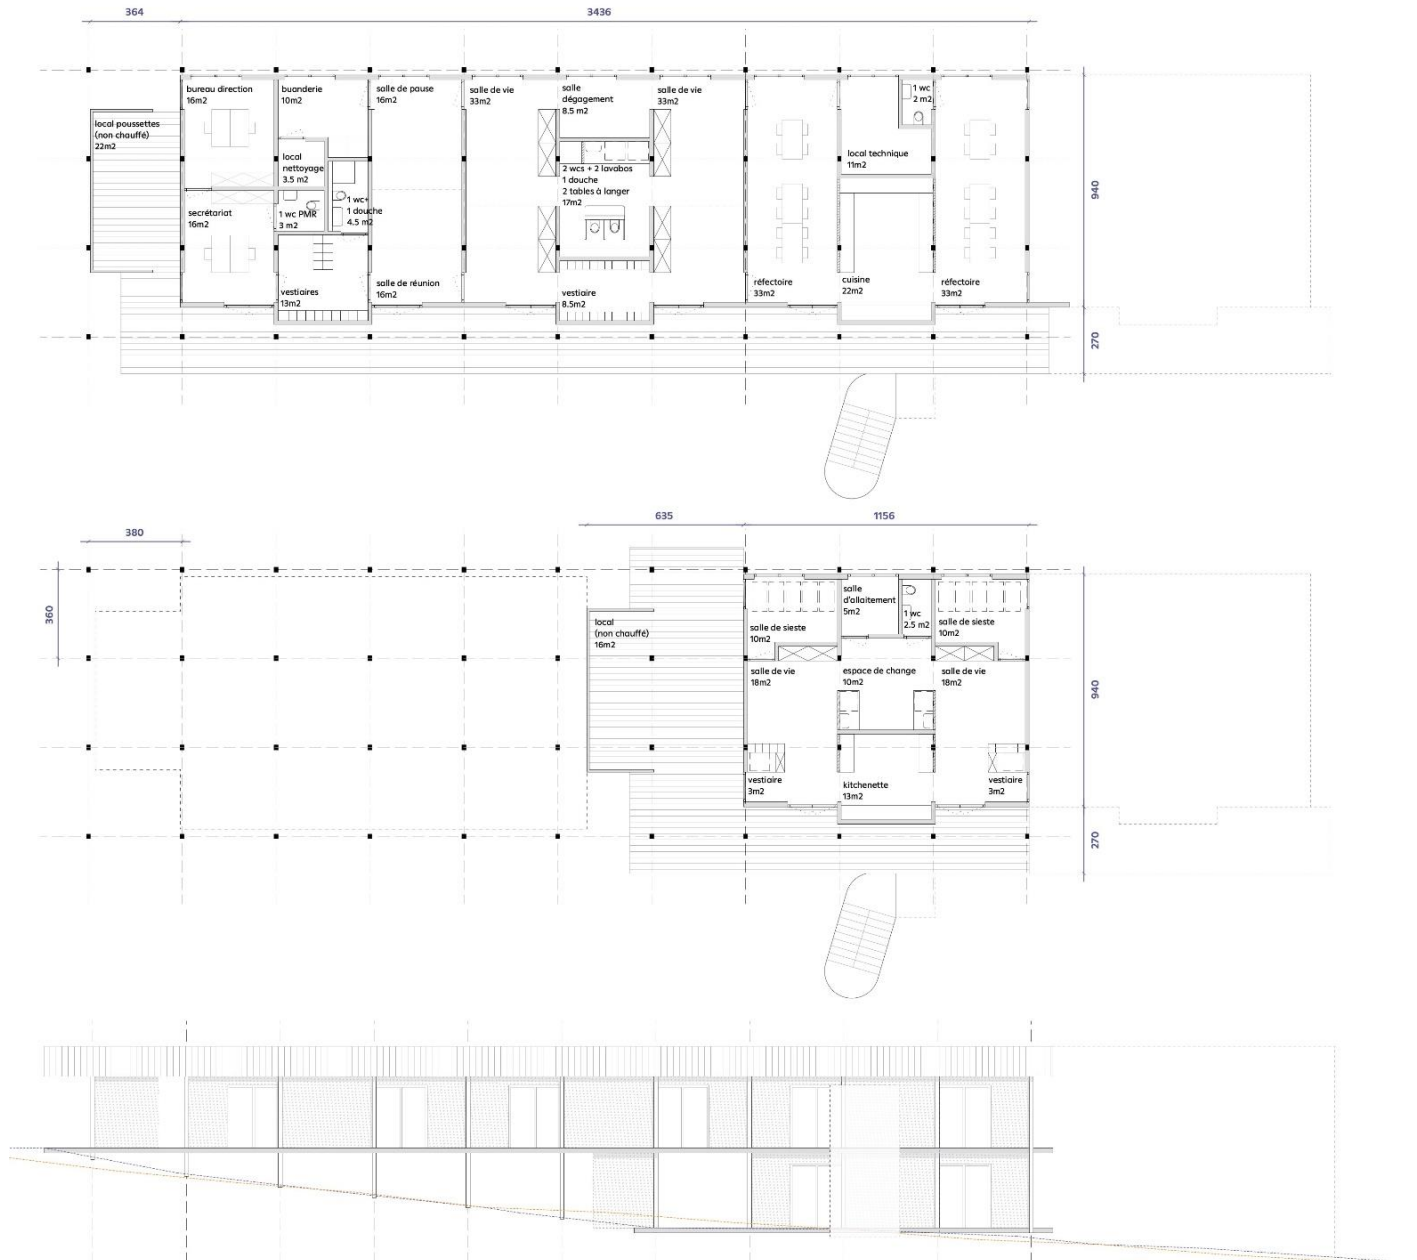 364
3436
bureau direction
16m2
buanderie
10m2
salle de pause
16m2
salle de vie
33m2
salle
dégagement
8.5 m2
salle de vie
33m2
1 wc
2 m2
local poussettes
(non chauffé)
22m2
local
nettoyage
3.5 m2
local technique
11m2
2 wcs + 2 lavabos
1 douche
2 tables à langer
17m2
940
secrétariat
16m2
1 wc PMR
3 m2
1 wc+
1 douche
4.5 m2
vestiaires
13m2
salle de réunion
16m2
vestiaire
8.5m2
réfectoire
33m2
cuisine
22m2
réfectoire
33m2
270
380
635
1156
360
local
(non chauffé)
16m2
salle de sieste
10m2
salle
d'allaitement
5m2
1 wc
2.5 m2
salle de sieste
10m2
salle de vie
18m2
espace de change
10m2
salle de vie
18m2
940
vestiaire
3m2
kitchenette
13m2
vestiaire
3m2
270